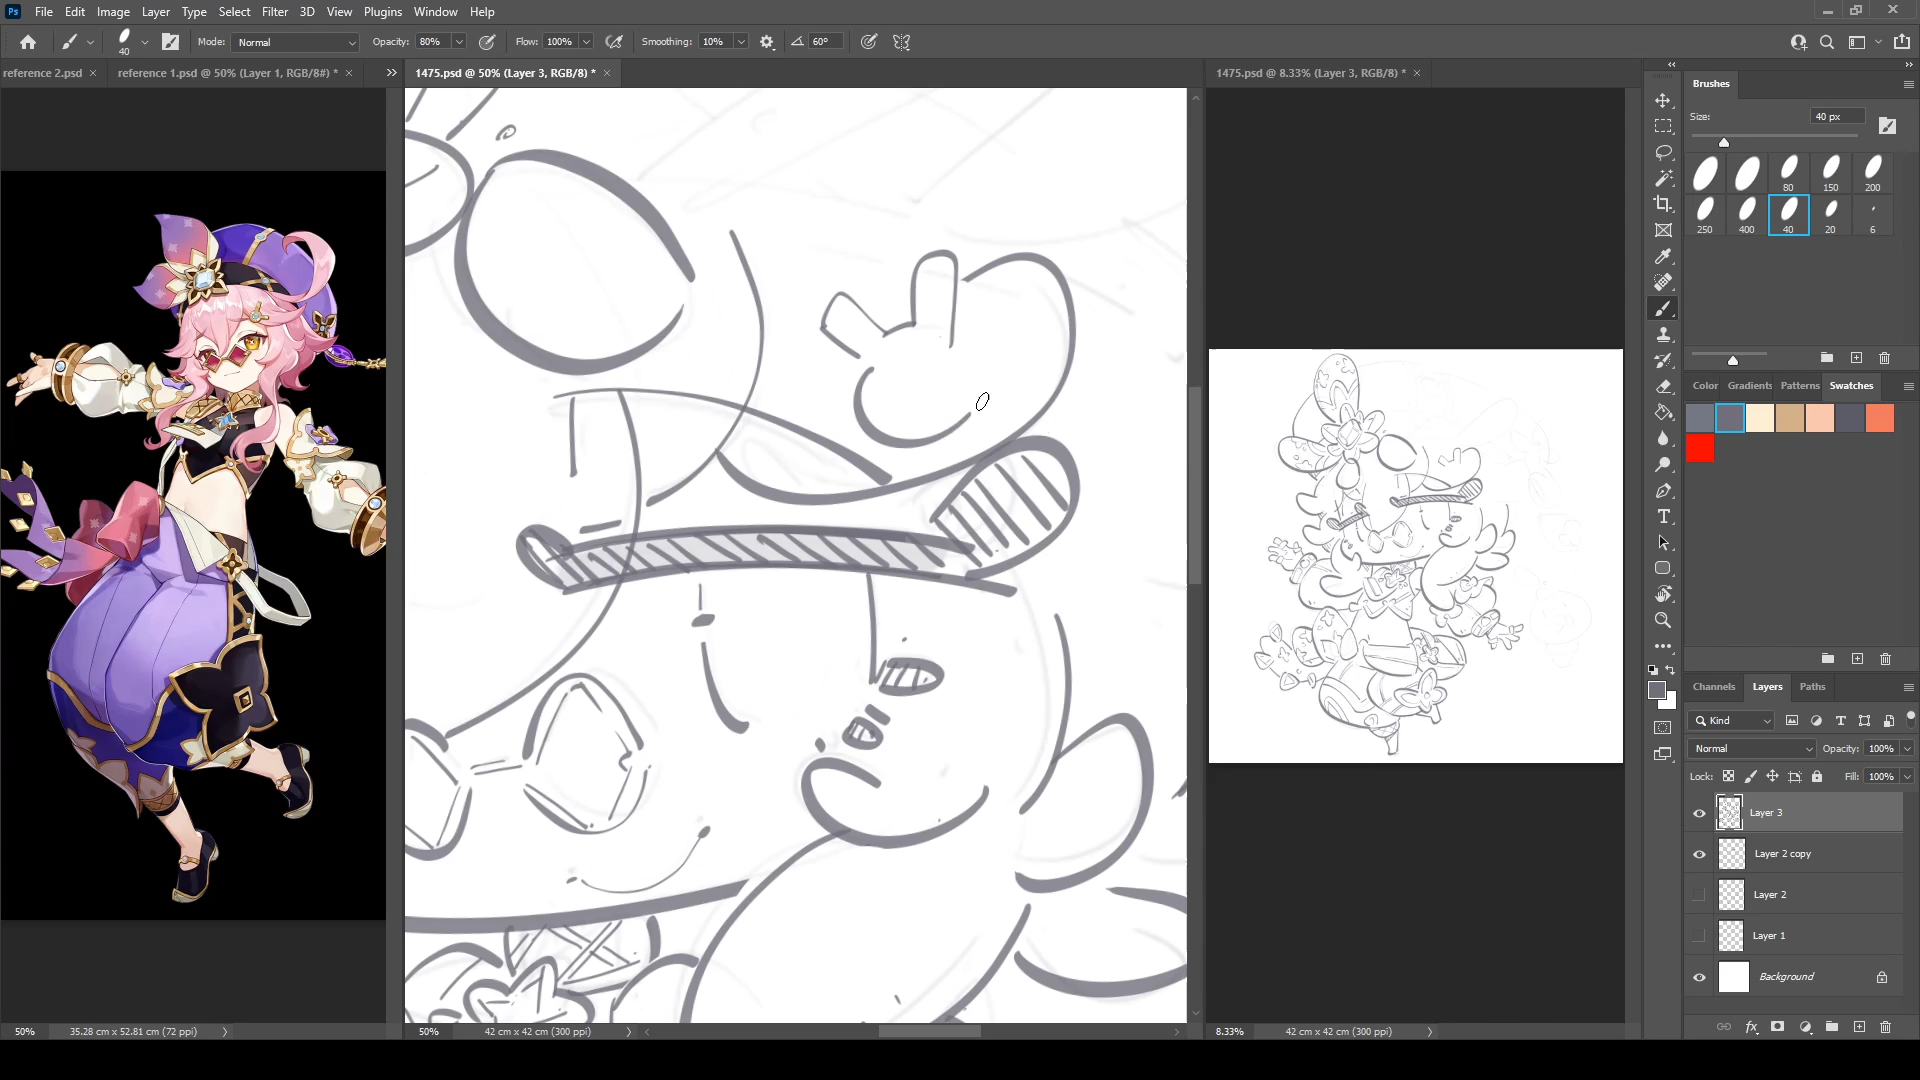 Ps File Edit Image Layer Type Select Filter 3D View Plugins Window Help
40 Mode: Normal Opacity: 80% Flow: 100% Smoothing: 10% 60°
reference 2.psd × reference 1.psd @ 50% (Layer 1, RGB/8#) * × 1475.psd @ 50% (Layer 3, RGB/8) * × 1475.psd @ 8.33% (Layer 3, RGB/8) * ×
Brushes
Size: 40 px
80 150 200
250 400 40 20 6
Color Gradients Patterns Swatches
Channels Layers Paths
Kind
Normal Opacity: 100%
Lock: Fill: 100%
Layer 3
Layer 2 copy
Layer 2
Layer 1
Background
50% 35.28 cm x 52.81 cm (72 ppi) 50% 42 cm x 42 cm (300 ppi) 8.33% 42 cm x 42 cm (300 ppi)